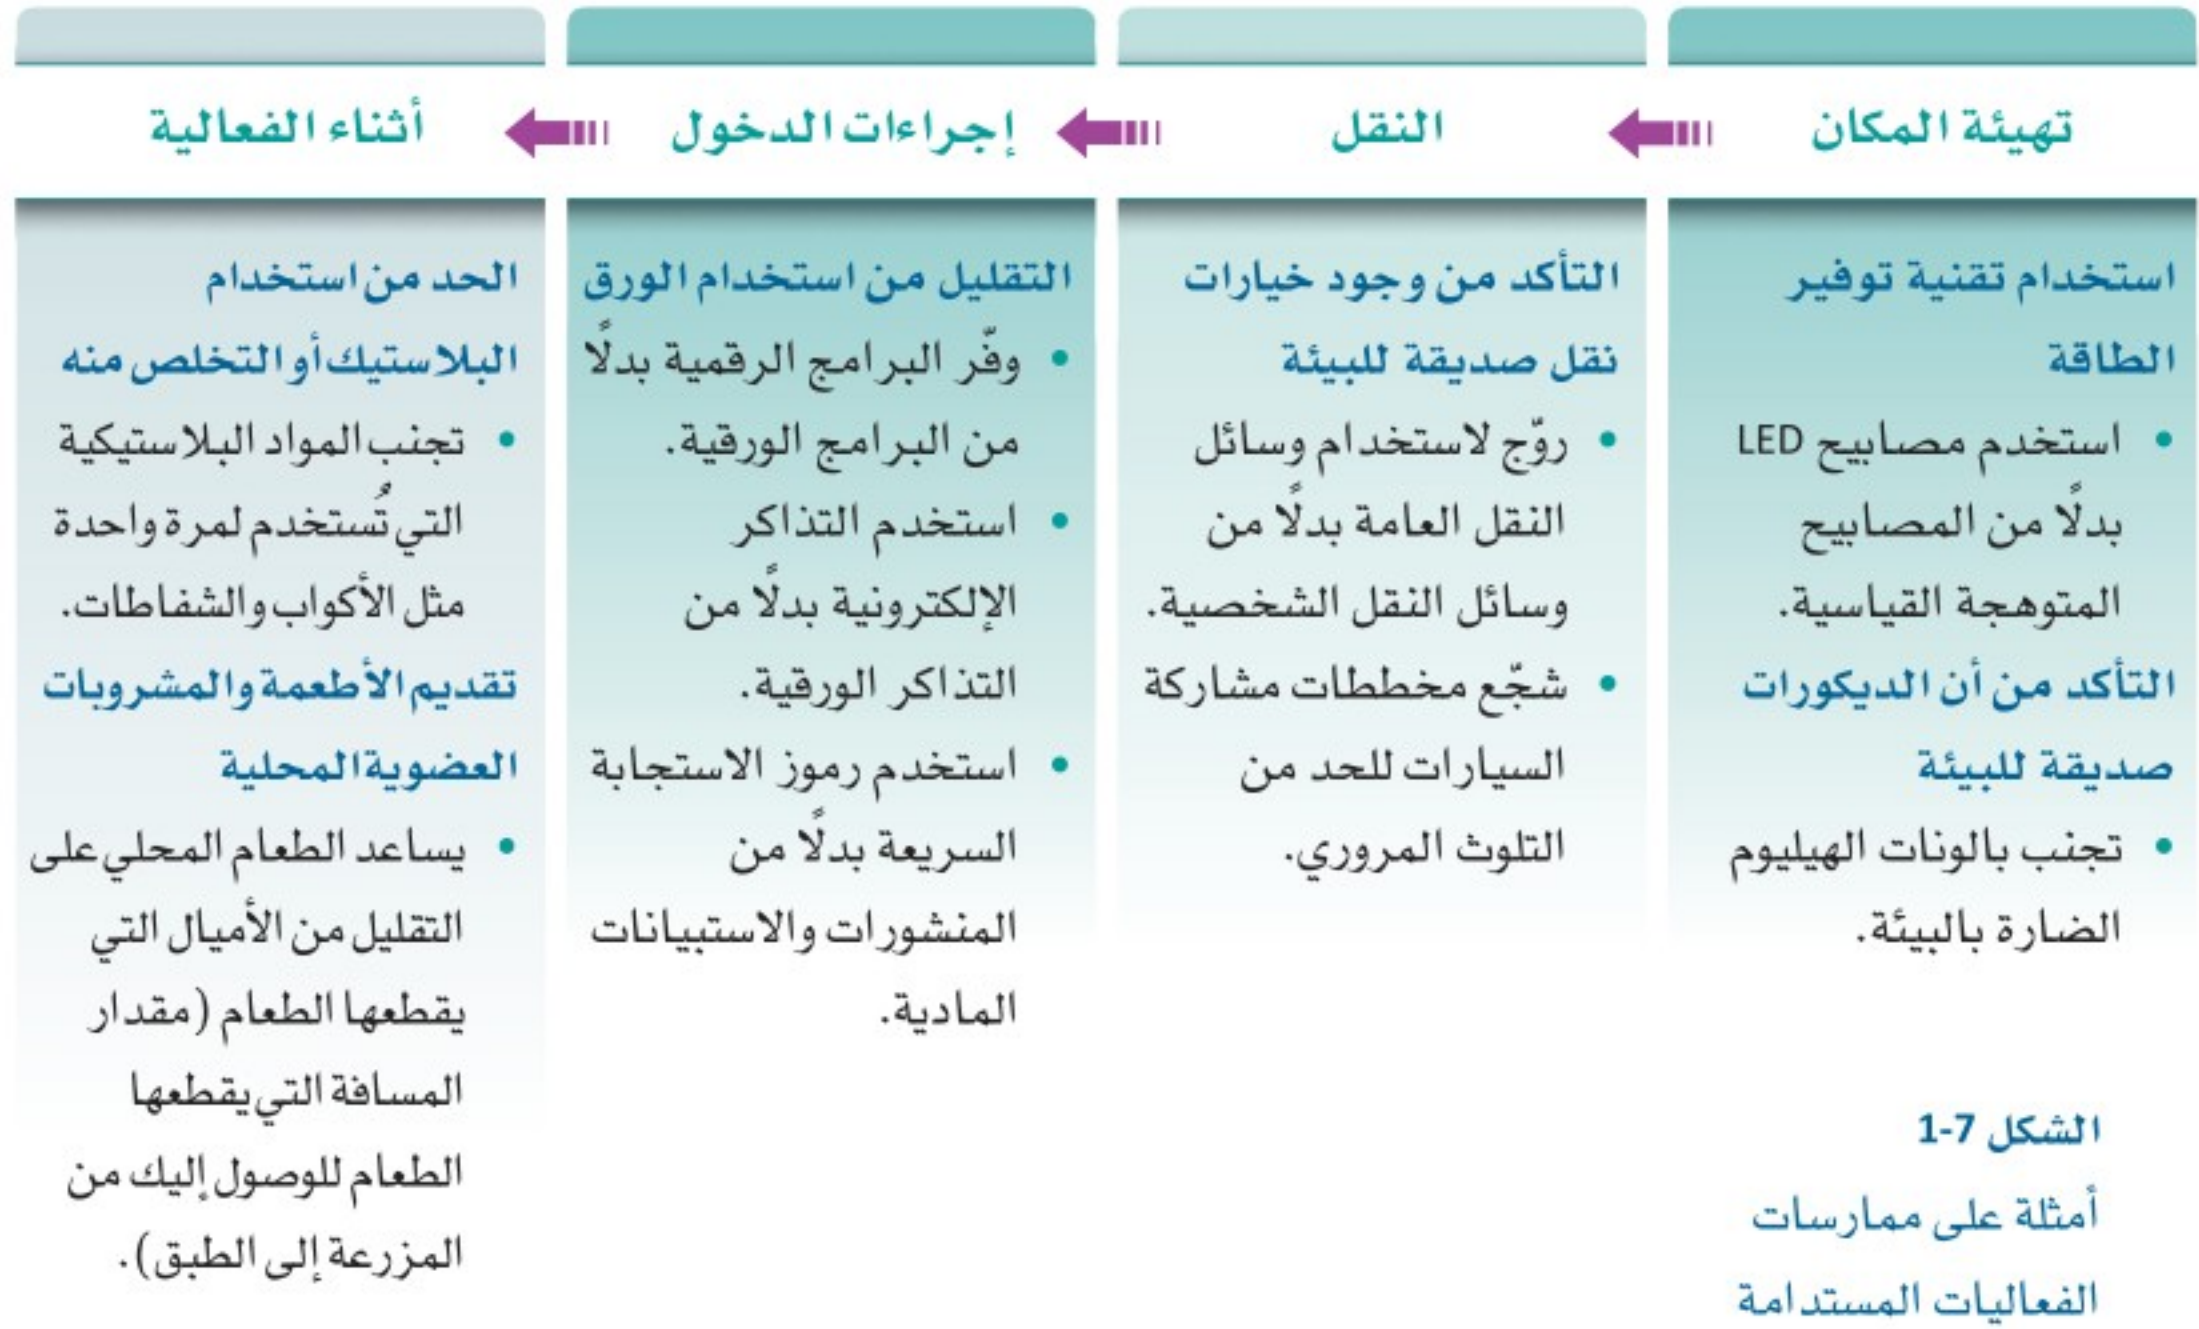 تهيئة المكان
استخدام تقنية توفير
الطاقة
• استخدم مصابيح LED
بدلًا من المصابيح
المتوهجة القياسية.
التأكد من أن الديكورات
صديقة للبيئة
• تجنب بالونات الهيليوم
الضارة بالبيئة.
النقل
التأكد من وجود خيارات
نقل صديقة للبيئة
• روّج لاستخدام وسائل
النقل العامة بدلًا من
وسائل النقل الشخصية.
• شجّع مخططات مشاركة
السيارات للحد من
التلوث المروري.
إجراءات الدخول
التقليل من استخدام الورق
• وفّر البرامج الرقمية بدلًا
من البرامج الورقية.
• استخدم التذاكر
الإلكترونية بدلًا من
التذاكر الورقية.
• استخدم رموز الاستجابة
السريعة بدلًا من
المنشورات والاستبيانات
المادية.
أثناء الفعالية
الحد من استخدام
البلاستيك أو التخلص منه
• تجنب المواد البلاستيكية
التي تُستخدم لمرة واحدة
مثل الأكواب والشفاطات.
تقديم الأطعمة والمشروبات
العضوية المحلية
• يساعد الطعام المحلي على
التقليل من الأميال التي
يقطعها الطعام (مقدار
المسافة التي يقطعها
الطعام للوصول إليك من
المزرعة إلى الطبق).
الشكل 7-1
أمثلة على ممارسات
الفعاليات المستدامة